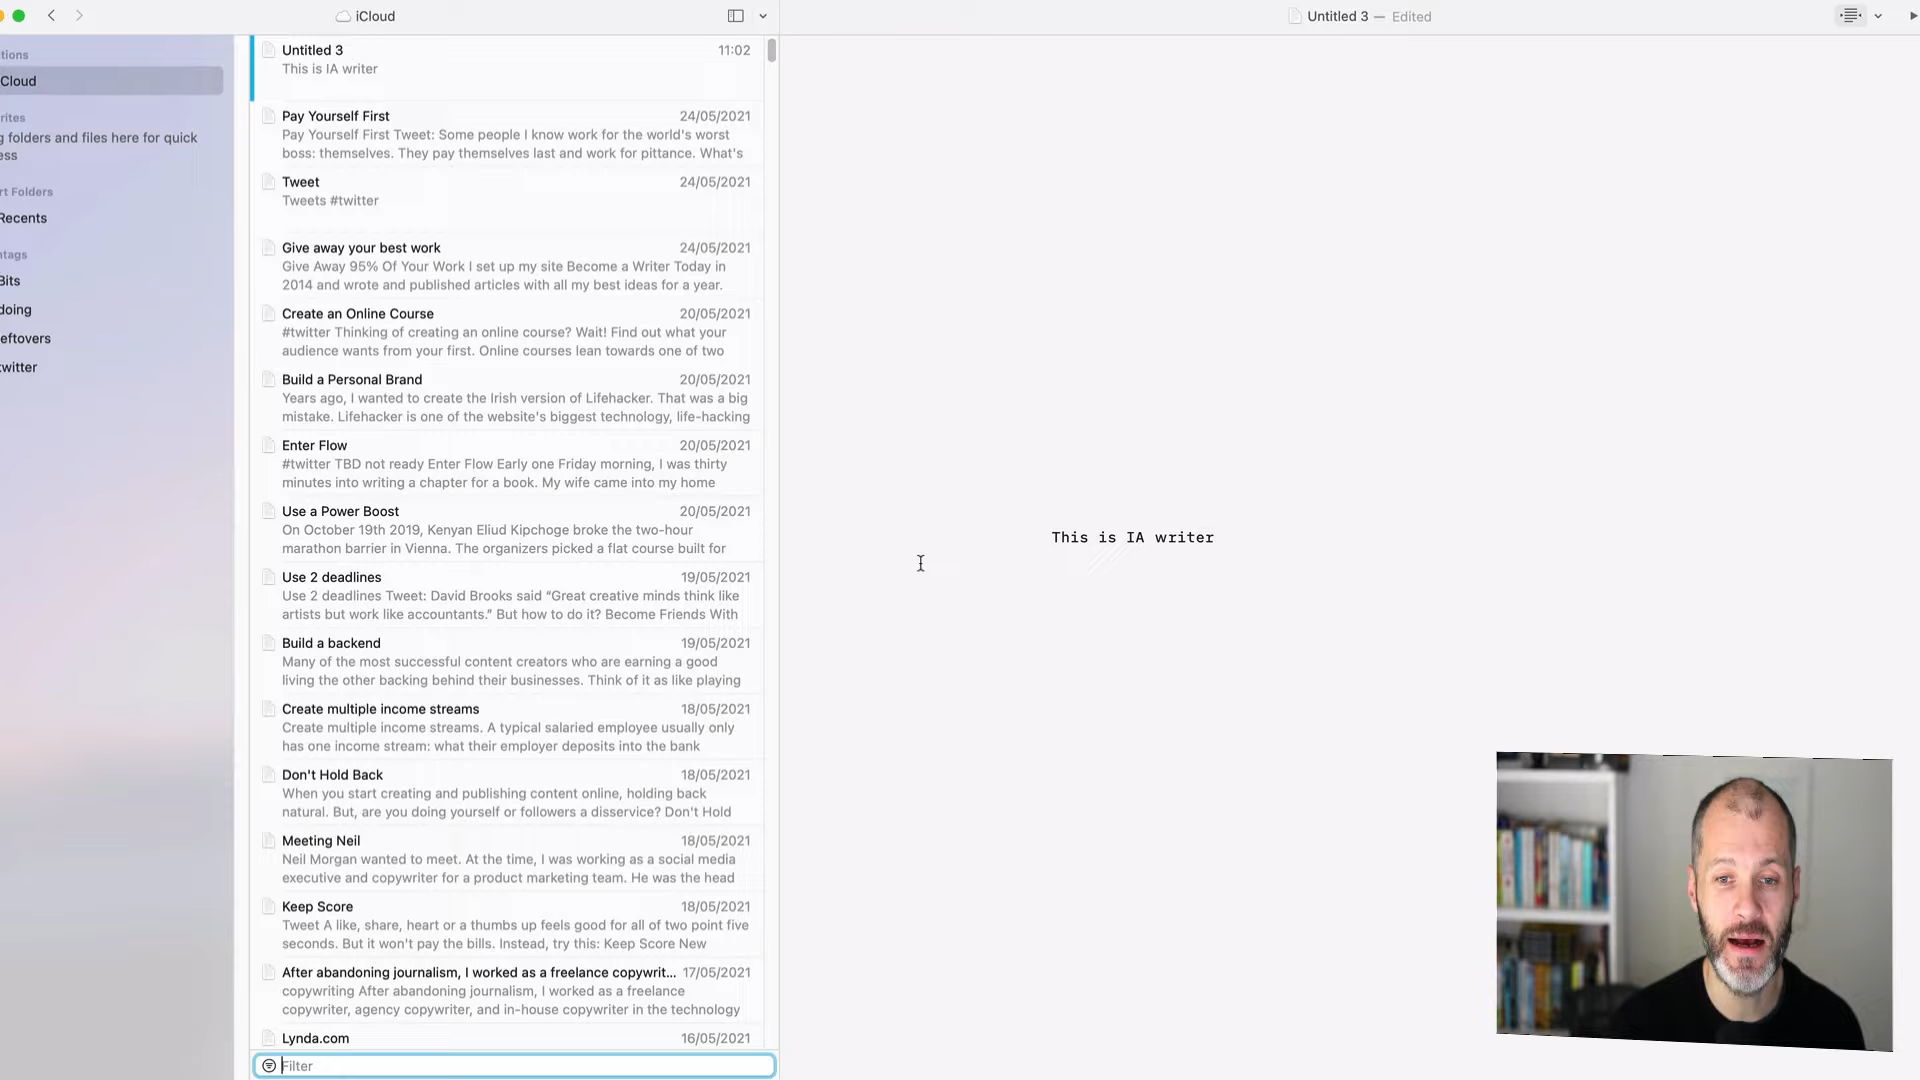 iCloud
Untitled 3 — Edited
tions
Cloud
rites
g folders and files here for quick
ess
rt Folders
Recents
ntags
Bits
doing
eftovers
witter
Untitled 3 11:02
This is IA writer
Pay Yourself First 24/05/2021
Pay Yourself First Tweet: Some people I know work for the world's worst
boss: themselves. They pay themselves last and work for pittance. What's
Tweet 24/05/2021
Tweets #twitter
Give away your best work 24/05/2021
Give Away 95% Of Your Work I set up my site Become a Writer Today in
2014 and wrote and published articles with all my best ideas for a year.
Create an Online Course 20/05/2021
#twitter Thinking of creating an online course? Wait! Find out what your
audience wants from your first. Online courses lean towards one of two
Build a Personal Brand 20/05/2021
Years ago, I wanted to create the Irish version of Lifehacker. That was a big
mistake. Lifehacker is one of the website's biggest technology, life-hacking
Enter Flow 20/05/2021
#twitter TBD not ready Enter Flow Early one Friday morning, I was thirty
minutes into writing a chapter for a book. My wife came into my home
Use a Power Boost 20/05/2021
On October 19th 2019, Kenyan Eliud Kipchoge broke the two-hour
marathon barrier in Vienna. The organizers picked a flat course built for
Use 2 deadlines 19/05/2021
Use 2 deadlines Tweet: David Brooks said “Great creative minds think like
artists but work like accountants.” But how to do it? Become Friends With
Build a backend 19/05/2021
Many of the most successful content creators who are earning a good
living the other backing behind their businesses. Think of it as like playing
Create multiple income streams 18/05/2021
Create multiple income streams. A typical salaried employee usually only
has one income stream: what their employer deposits into the bank
Don't Hold Back 18/05/2021
When you start creating and publishing content online, holding back
natural. But, are you doing yourself or followers a disservice? Don't Hold
Meeting Neil 18/05/2021
Neil Morgan wanted to meet. At the time, I was working as a social media
executive and copywriter for a product marketing team. He was the head
Keep Score 18/05/2021
Tweet A like, share, heart or a thumbs up feels good for all of two point five
seconds. But it won't pay the bills. Instead, try this: Keep Score New
After abandoning journalism, I worked as a freelance copywrit... 17/05/2021
copywriting After abandoning journalism, I worked as a freelance
copywriter, agency copywriter, and in-house copywriter in the technology
Lynda.com 16/05/2021
Filter
This is IA writer